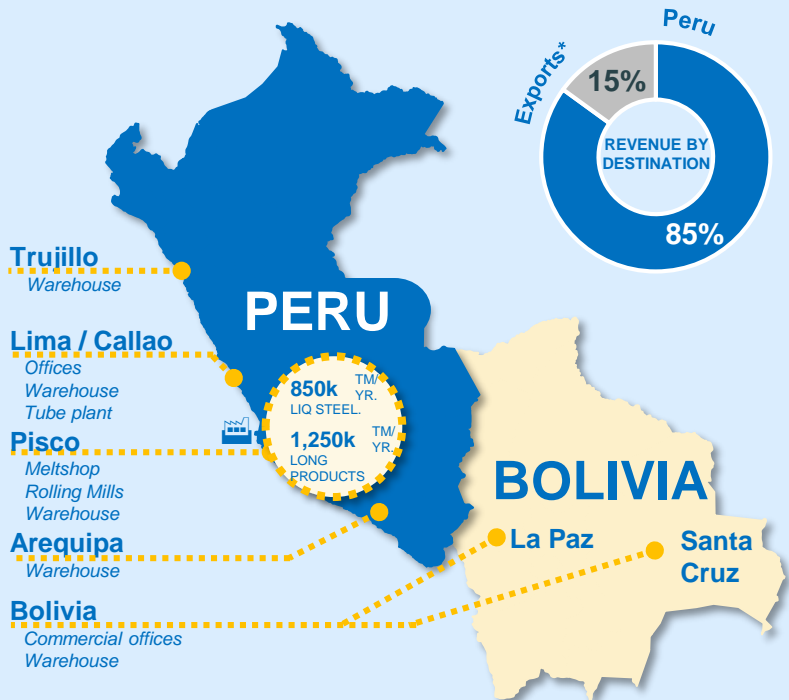 Peru
Exports*
15%
REVENUE BY
DESTINATION
85%
Trujillo
Warehouse
PERU
Lima / Callao
Offices
Warehouse
Tube plant
850k TM/
YR.
LIQ STEEL.
1,250k TM/
YR.
LONG
PRODUCTS
Pisco
Meltshop
Rolling Mills
Warehouse
BOLIVIA
La Paz
Santa
Cruz
Arequipa
Warehouse
Bolivia
Commercial offices
Warehouse